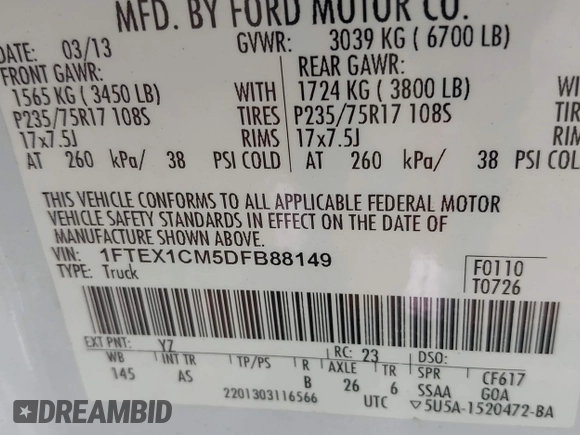 MFD. BY FORD MOTOR CO.
DATE: 03/13 GVWR: 3039 KG ( 6700 LB)
FRONT GAWR: REAR GAWR:
1565 KG ( 3450 LB) WITH 1724 KG ( 3800 LB)
P235/75R17 108S TIRES P235/75R17 108S
17x7.5J RIMS 17x7.5J
AT 260 kPa/ 38 PSI COLD AT 260 kPa/ 38 PSI COL
THIS VEHICLE CONFORMS TO ALL APPLICABLE FEDERAL MOTOR
VEHICLE SAFETY STANDARDS IN EFFECT ON THE DATE OF
MANUFACTURE SHOWN ABOVE.
VIN: 1FTEX1CM5DFB88149
TYPE: Truck
F0110
T0726
EXT PNT: YZ RC: 23 DSO:
WB INT TR TP/PS R AXLE TR SPR CF617
145 AS B 26 6 SSAA GOA
2201303116566 UTC ▽5U5A-1520472-BA
AUTOBIDMASTER